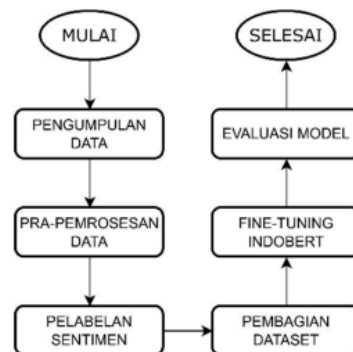 MULAI
PENGUMPULAN
DATA
PRA-PEMROSESAN
DATA
PELABELAN
SENTIMEN
PEMBAGIAN
DATASET
FINE-TUNING
INDOBERT
EVALUASI MODEL
SELESAI